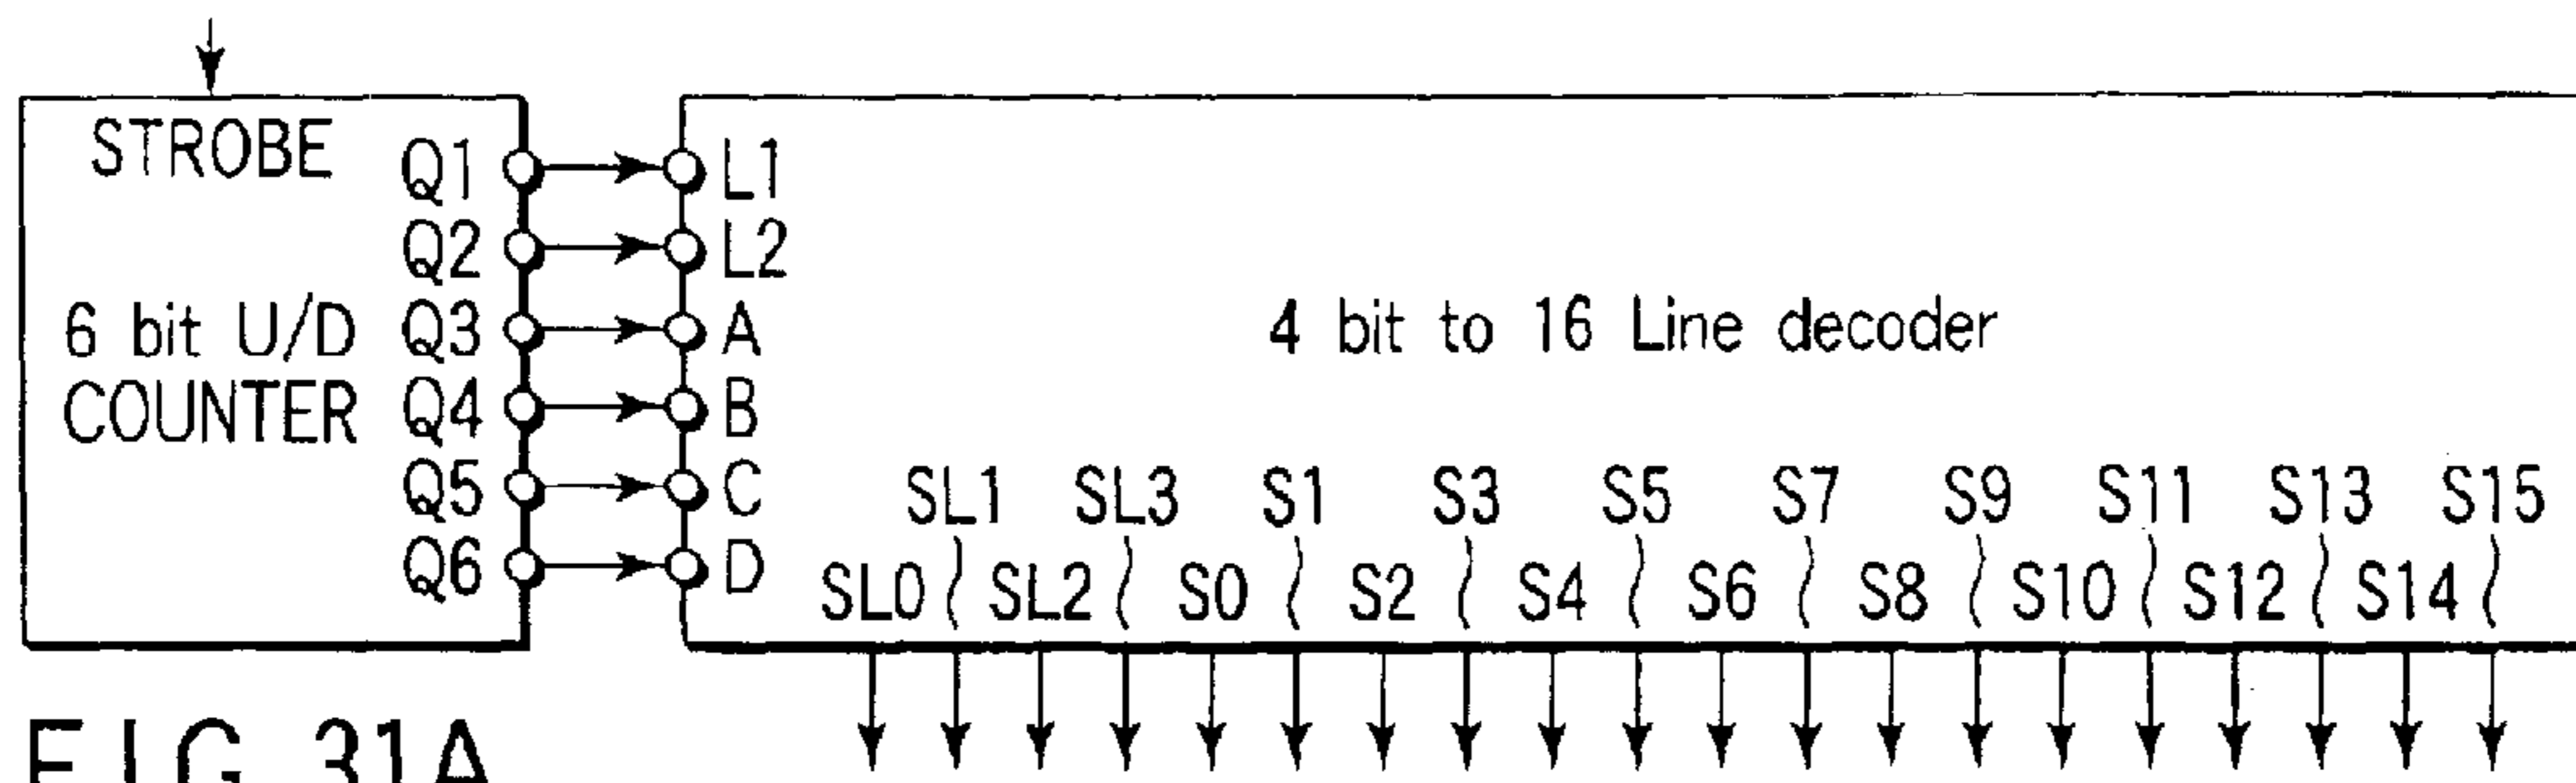 STROBE
Q1 L1
Q2 L2
6 bit U/D Q3 A 4 bit to 16 Line decoder
COUNTER Q4 B
Q5 C SL1 SL3 S1 S3 S5 S7 S9 S11 S13 S15
Q6 D SL0 SL2 S0 S2 S4 S6 S8 S10 S12 S14
FIG. 31A